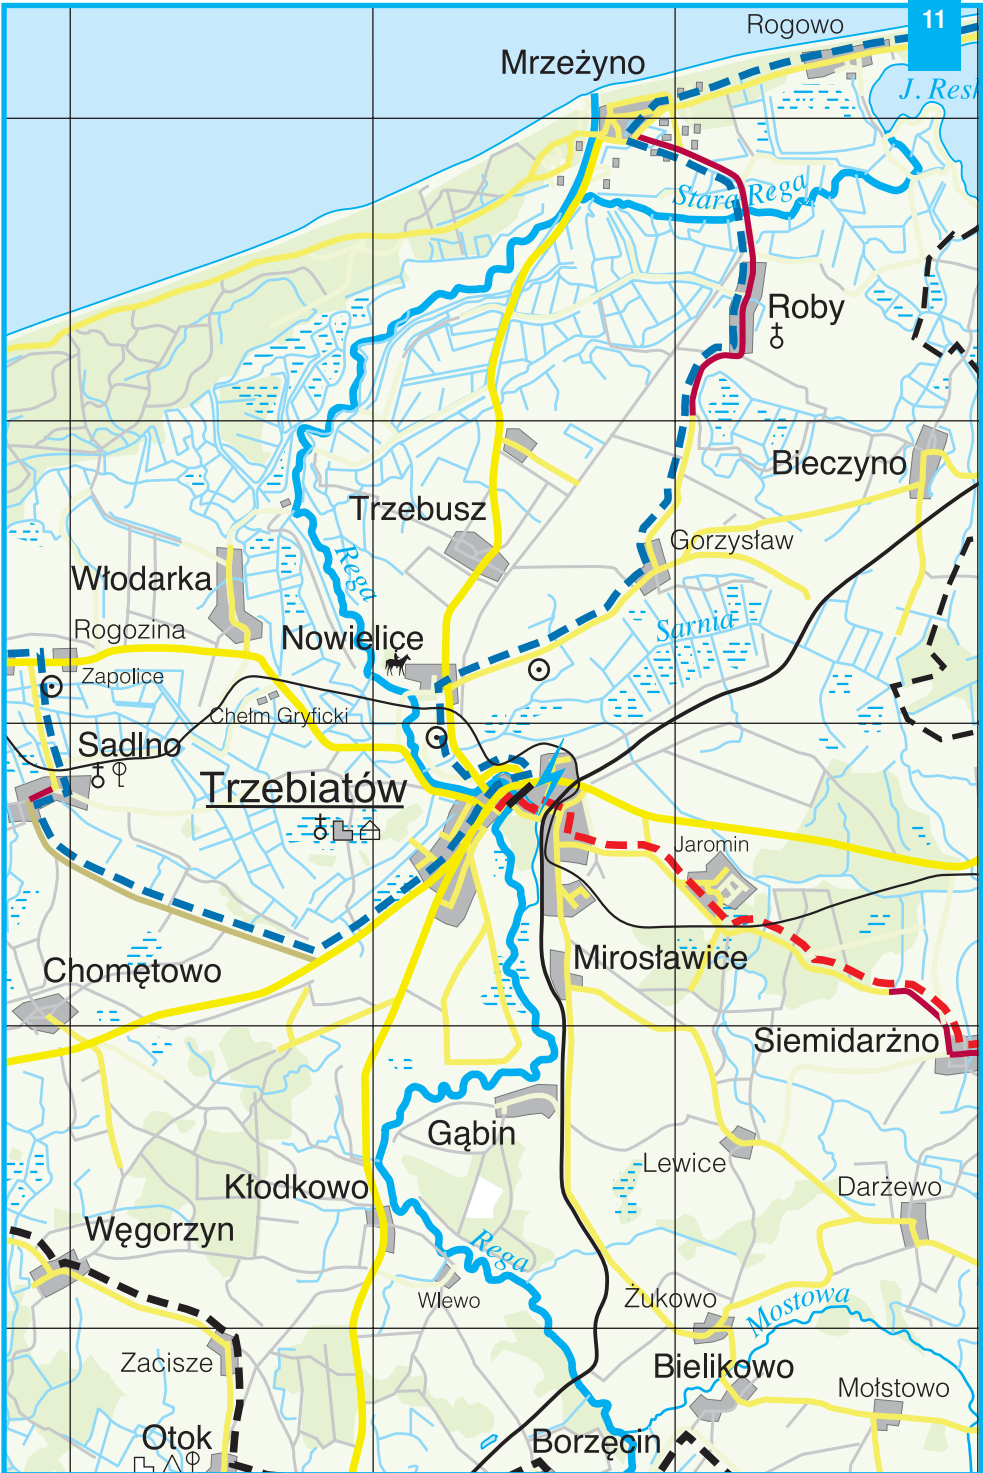 11
Rogowo
Mrzeżyno
Stara Rega
Roby
Bieczyno
Trzebusz
Gorzysław
Rega
Włodarka
Sarnia
Rogozina
Nowielice
Zapolice
Chełm Gryficki
Sadlno
Trzebiatów
Jaromin
Mirosławice
Chomętowo
Siemidarżno
Gąbin
Lewice
Kłodkowo
Darżewo
Węgorzyn
Rega
Wlewo
Żukowo
Mostowa
Zacisze
Bielikowo
Mołstowo
Otok
Borzęcin